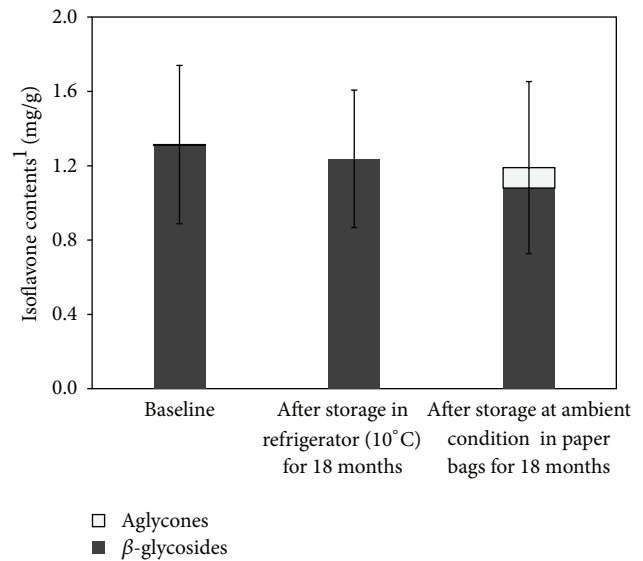 Isoflavone contents¹ (mg/g)
2.0
1.6
1.2
0.8
0.4
0.0
Baseline
After storage in
refrigerator (10°C)
for 18 months
After storage at ambient
condition in paper
bags for 18 months
Aglycones
β-glycosides